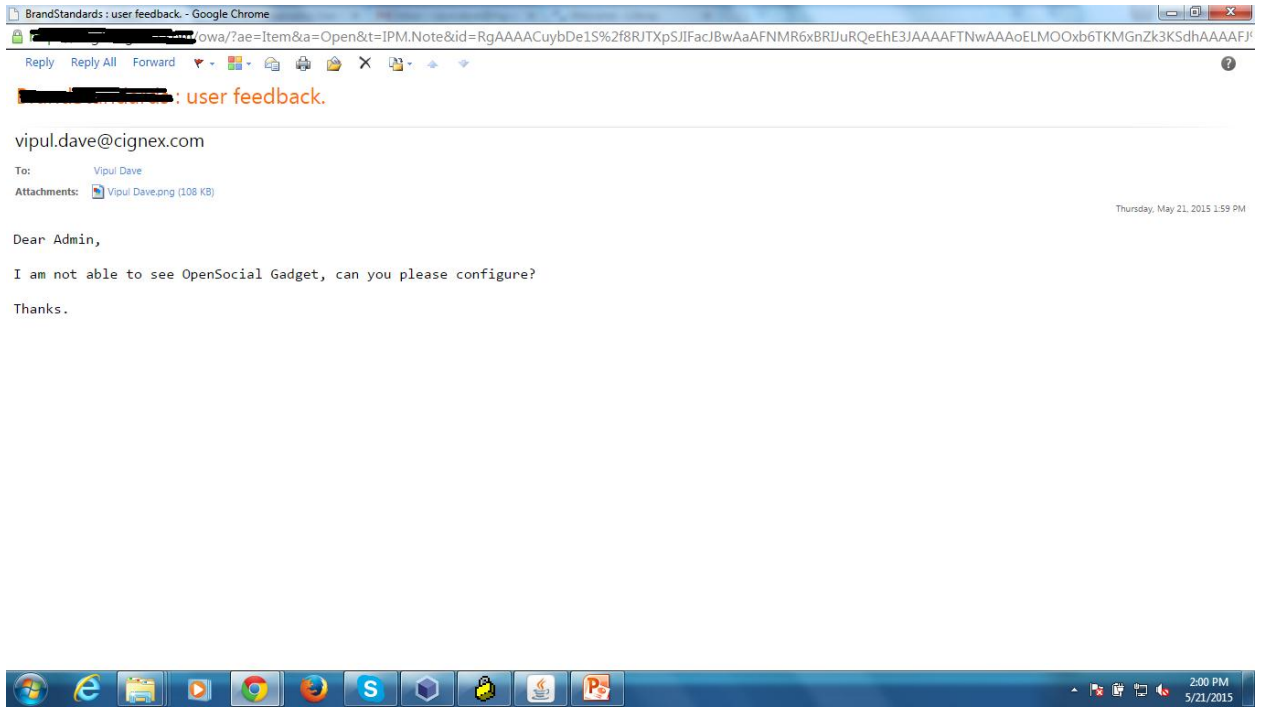 BrandStandards : user feedback. - Google Chrome
/owa/?ae=Item&a=Open&t=IPM.Note&id=RgAAAACuybDe1S%2f8RJTXpSJIFacJBwAaAFNMR6xBRIJuRQeEhE3JAAAAFTNwAAAoELMOOxb6TKMGnZk3KSdhAAAAFJ
Reply Reply All Forward
: user feedback.
vipul.dave@cignex.com
To: Vipul Dave
Attachments: Vipul Dave.png (108 KB)
Thursday, May 21, 2015 1:59 PM
Dear Admin,
I am not able to see OpenSocial Gadget, can you please configure?
Thanks.
2:00 PM
5/21/2015